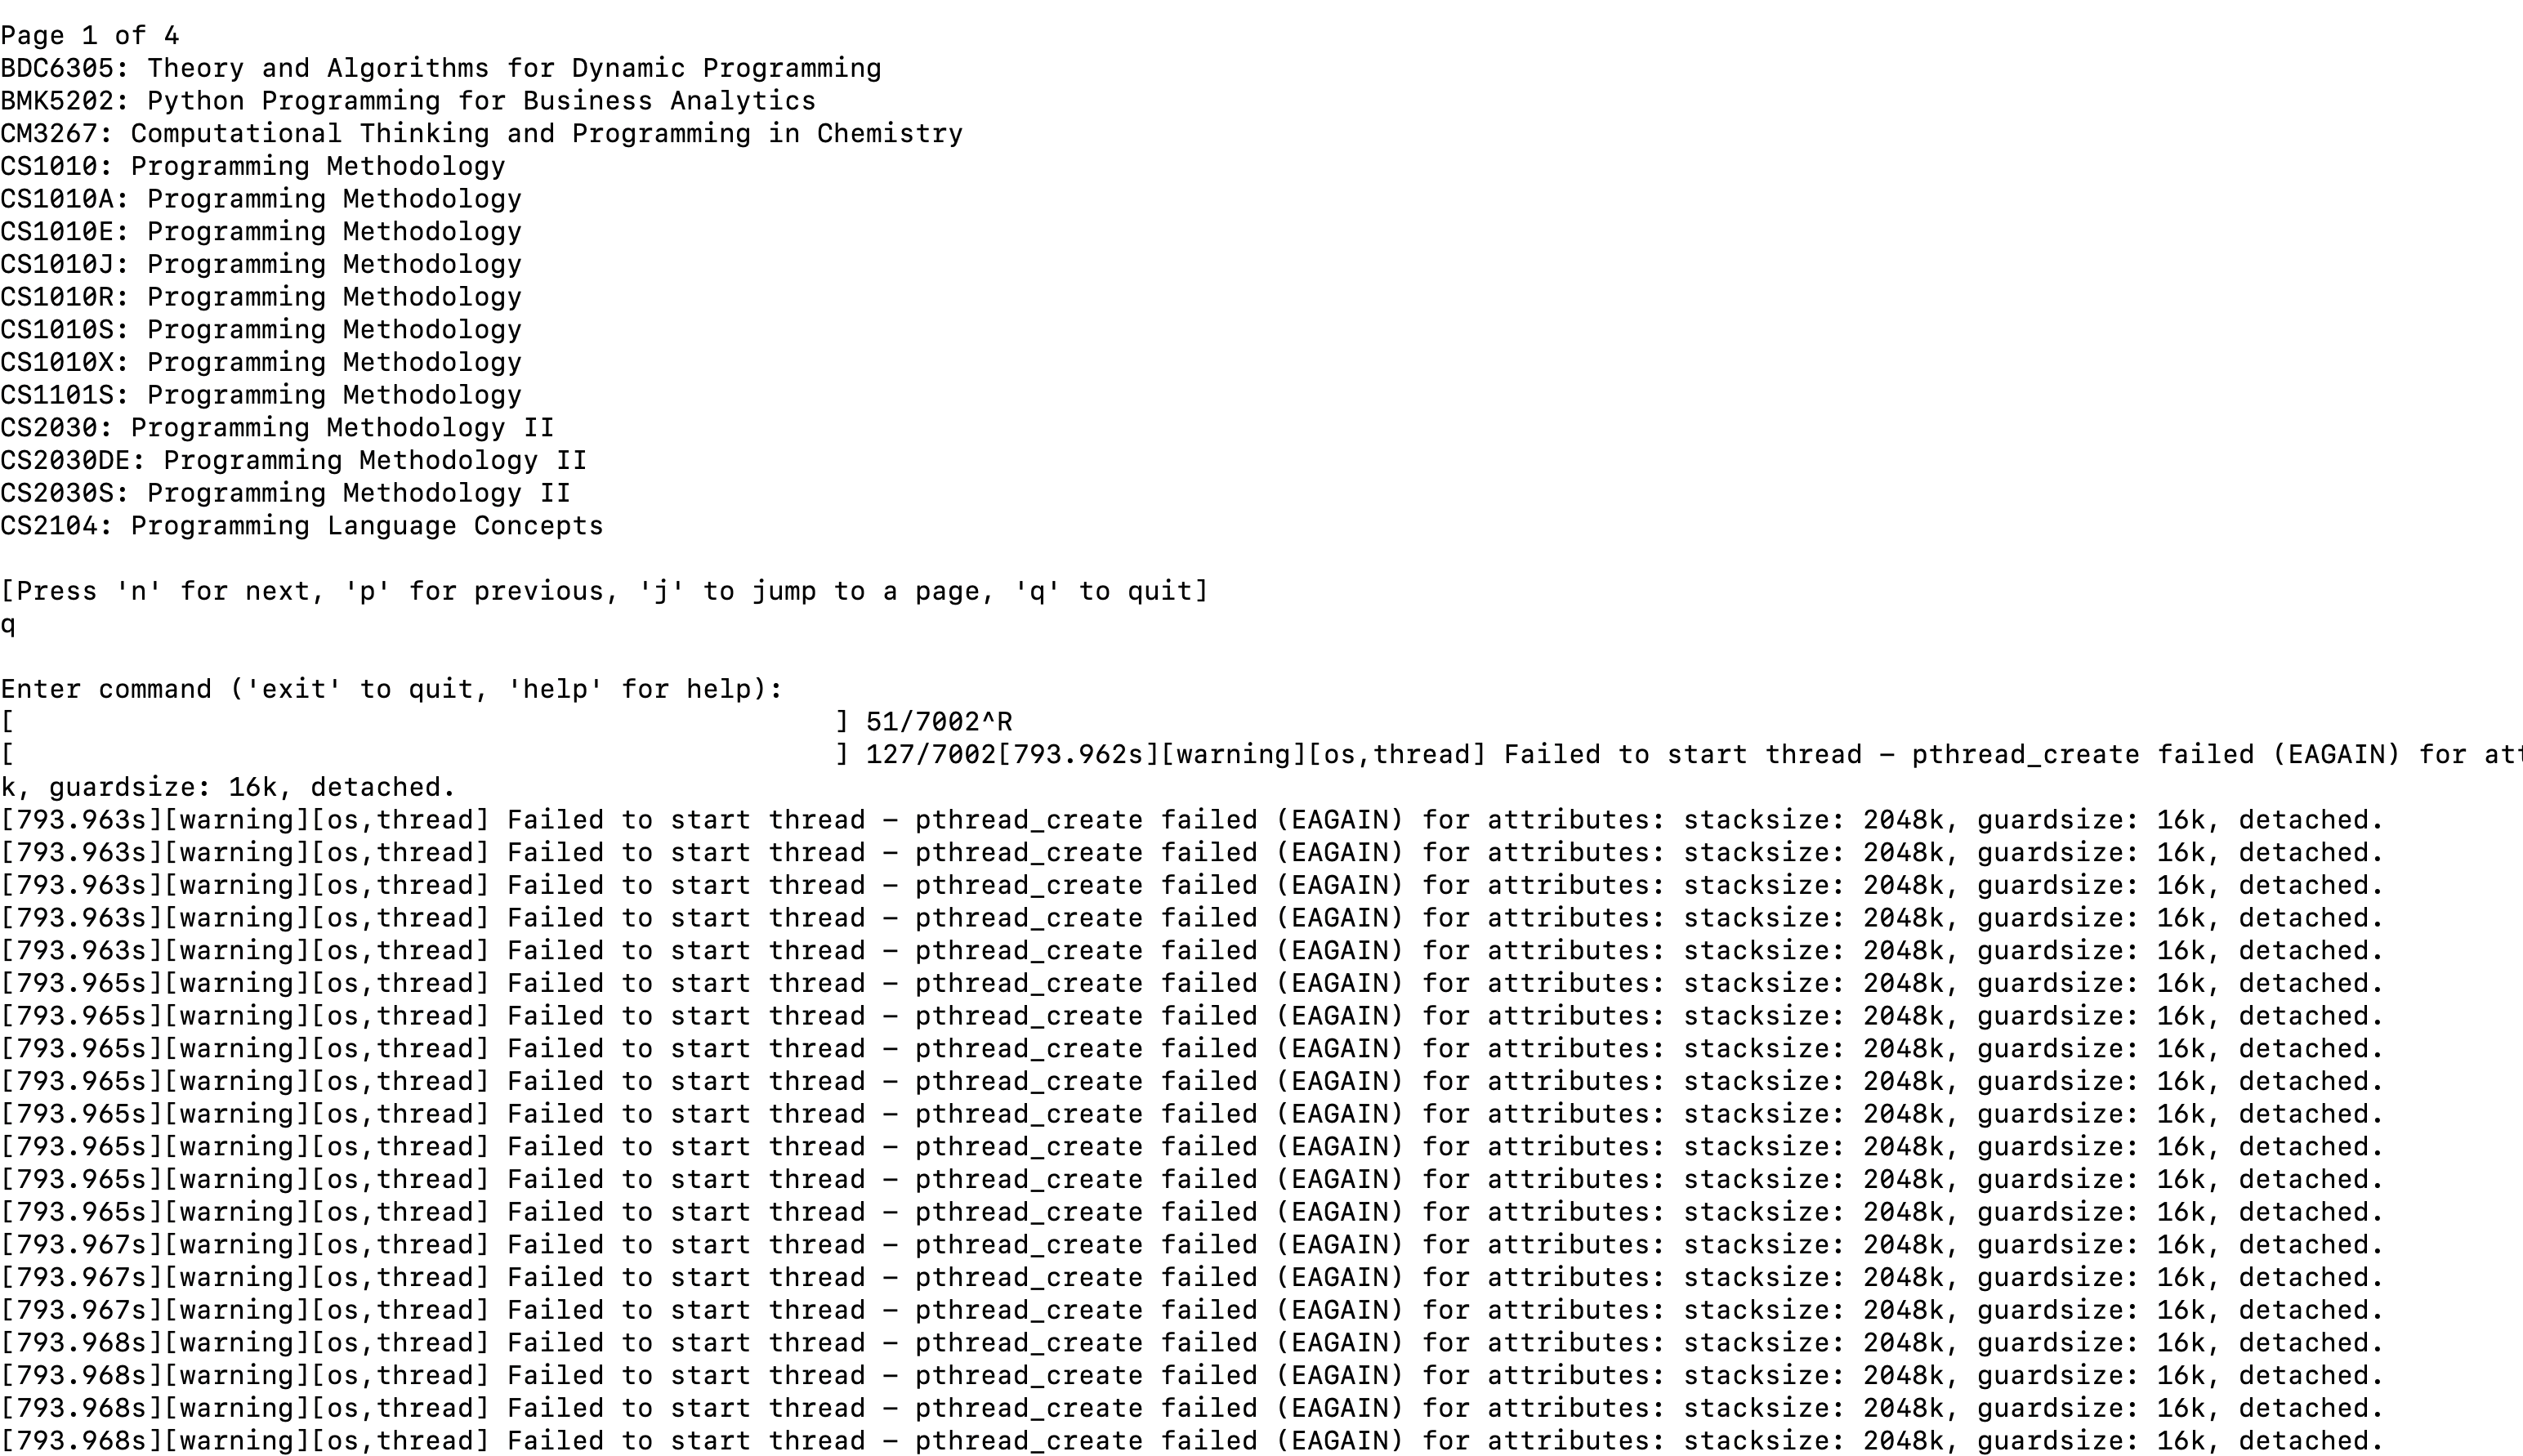 Page 1 of 4
BDC6305: Theory and Algorithms for Dynamic Programming
BMK5202: Python Programming for Business Analytics
CM3267: Computational Thinking and Programming in Chemistry
CS1010: Programming Methodology
CS1010A: Programming Methodology
CS1010E: Programming Methodology
CS1010J: Programming Methodology
CS1010R: Programming Methodology
CS1010S: Programming Methodology
CS1010X: Programming Methodology
CS1101S: Programming Methodology
CS2030: Programming Methodology II
CS2030DE: Programming Methodology II
CS2030S: Programming Methodology II
CS2104: Programming Language Concepts
[Press 'n' for next, 'p' for previous, 'j' to jump to a page, 'q' to quit]
q
Enter command ('exit' to quit, 'help' for help):
[                                                  ] 51/7002^R
[                                                  ] 127/7002[793.962s][warning][os,thread] Failed to start thread - pthread_create failed (EAGAIN) for att
k, guardsize: 16k, detached.
[793.963s][warning][os,thread] Failed to start thread - pthread_create failed (EAGAIN) for attributes: stacksize: 2048k, guardsize: 16k, detached.
[793.963s][warning][os,thread] Failed to start thread - pthread_create failed (EAGAIN) for attributes: stacksize: 2048k, guardsize: 16k, detached.
[793.963s][warning][os,thread] Failed to start thread - pthread_create failed (EAGAIN) for attributes: stacksize: 2048k, guardsize: 16k, detached.
[793.963s][warning][os,thread] Failed to start thread - pthread_create failed (EAGAIN) for attributes: stacksize: 2048k, guardsize: 16k, detached.
[793.963s][warning][os,thread] Failed to start thread - pthread_create failed (EAGAIN) for attributes: stacksize: 2048k, guardsize: 16k, detached.
[793.965s][warning][os,thread] Failed to start thread - pthread_create failed (EAGAIN) for attributes: stacksize: 2048k, guardsize: 16k, detached.
[793.965s][warning][os,thread] Failed to start thread - pthread_create failed (EAGAIN) for attributes: stacksize: 2048k, guardsize: 16k, detached.
[793.965s][warning][os,thread] Failed to start thread - pthread_create failed (EAGAIN) for attributes: stacksize: 2048k, guardsize: 16k, detached.
[793.965s][warning][os,thread] Failed to start thread - pthread_create failed (EAGAIN) for attributes: stacksize: 2048k, guardsize: 16k, detached.
[793.965s][warning][os,thread] Failed to start thread - pthread_create failed (EAGAIN) for attributes: stacksize: 2048k, guardsize: 16k, detached.
[793.965s][warning][os,thread] Failed to start thread - pthread_create failed (EAGAIN) for attributes: stacksize: 2048k, guardsize: 16k, detached.
[793.965s][warning][os,thread] Failed to start thread - pthread_create failed (EAGAIN) for attributes: stacksize: 2048k, guardsize: 16k, detached.
[793.965s][warning][os,thread] Failed to start thread - pthread_create failed (EAGAIN) for attributes: stacksize: 2048k, guardsize: 16k, detached.
[793.967s][warning][os,thread] Failed to start thread - pthread_create failed (EAGAIN) for attributes: stacksize: 2048k, guardsize: 16k, detached.
[793.967s][warning][os,thread] Failed to start thread - pthread_create failed (EAGAIN) for attributes: stacksize: 2048k, guardsize: 16k, detached.
[793.967s][warning][os,thread] Failed to start thread - pthread_create failed (EAGAIN) for attributes: stacksize: 2048k, guardsize: 16k, detached.
[793.968s][warning][os,thread] Failed to start thread - pthread_create failed (EAGAIN) for attributes: stacksize: 2048k, guardsize: 16k, detached.
[793.968s][warning][os,thread] Failed to start thread - pthread_create failed (EAGAIN) for attributes: stacksize: 2048k, guardsize: 16k, detached.
[793.968s][warning][os,thread] Failed to start thread - pthread_create failed (EAGAIN) for attributes: stacksize: 2048k, guardsize: 16k, detached.
[793.968s][warning][os,thread] Failed to start thread - pthread_create failed (EAGAIN) for attributes: stacksize: 2048k, guardsize: 16k, detached.